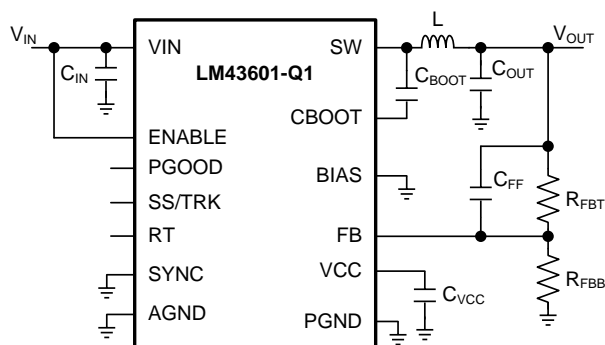 VIN
CIN
VIN
ENABLE
PGOOD
SS/TRK
RT
SYNC
AGND
LM43601-Q1
SW
CBOOT
BIAS
FB
VCC
PGND
L
VOUT
CBOOT
COUT
CFF
RFBT
RFBB
CVCC